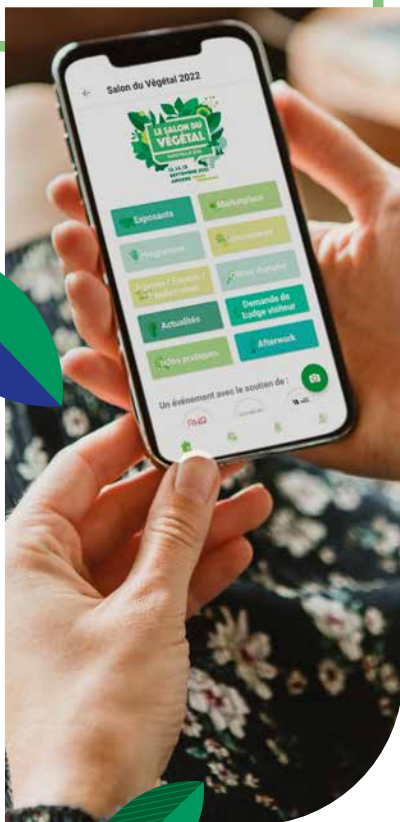 ← Salon du Végétal 2022
LE SALON DU
VÉGÉTAL
SEPTEMBRE 2022
ANGERS
Exposants
Marketplace
Programme
Offres d'emploi
Actualités
Demande de
badge visiteur
Infos pratiques
Afterwork
Un événement avec le soutien de :